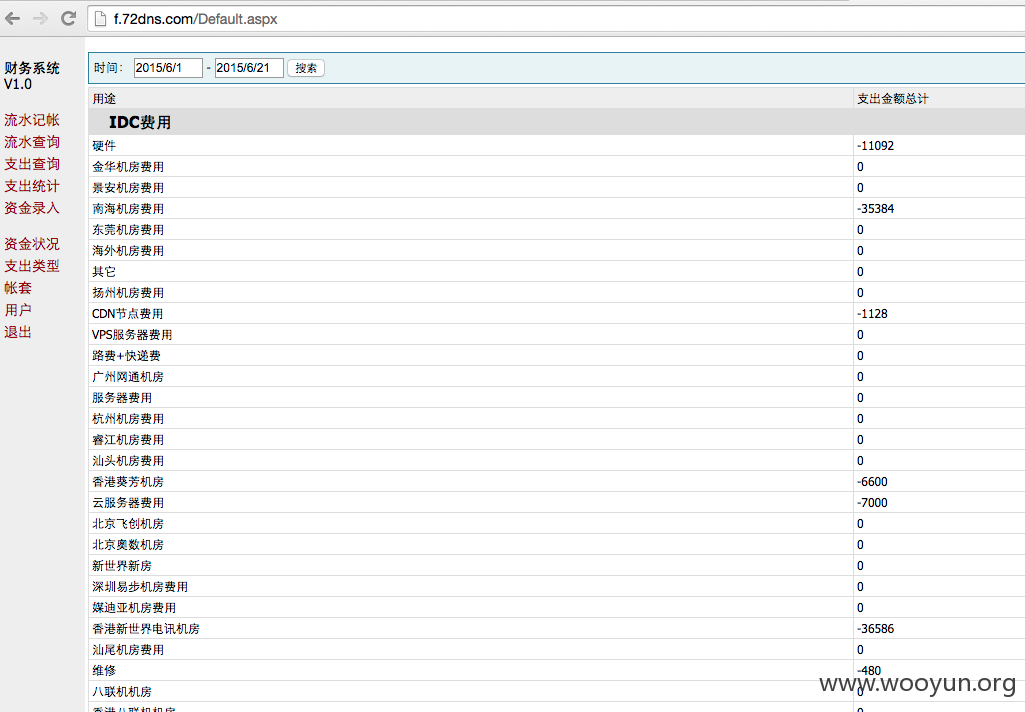 f.72dns.com/Default.aspx
财务系统
V1.0
流水记帐
流水查询
支出查询
支出统计
资金录入
资金状况
支出类型
帐套
用户
退出
时间： 2015/6/1 - 2015/6/21 搜索
用途 支出金额总计
IDC费用
硬件 -11092
金华机房费用 0
景安机房费用 0
南海机房费用 -35384
东莞机房费用 0
海外机房费用 0
其它 0
扬州机房费用 0
CDN节点费用 -1128
VPS服务器费用 0
路费+快递费 0
广州网通机房 0
服务器费用 0
杭州机房费用 0
睿江机房费用 0
汕头机房费用 0
香港葵芳机房 -6600
云服务器费用 -7000
北京飞创机房 0
北京奥数机房 0
新世界新房 0
深圳易步机房费用 0
媒迪亚机房费用 0
香港新世界电讯机房 -36586
汕尾机房费用 0
维修 -480
八联机机房 0
香港八联机机房 0
www.wooyun.org